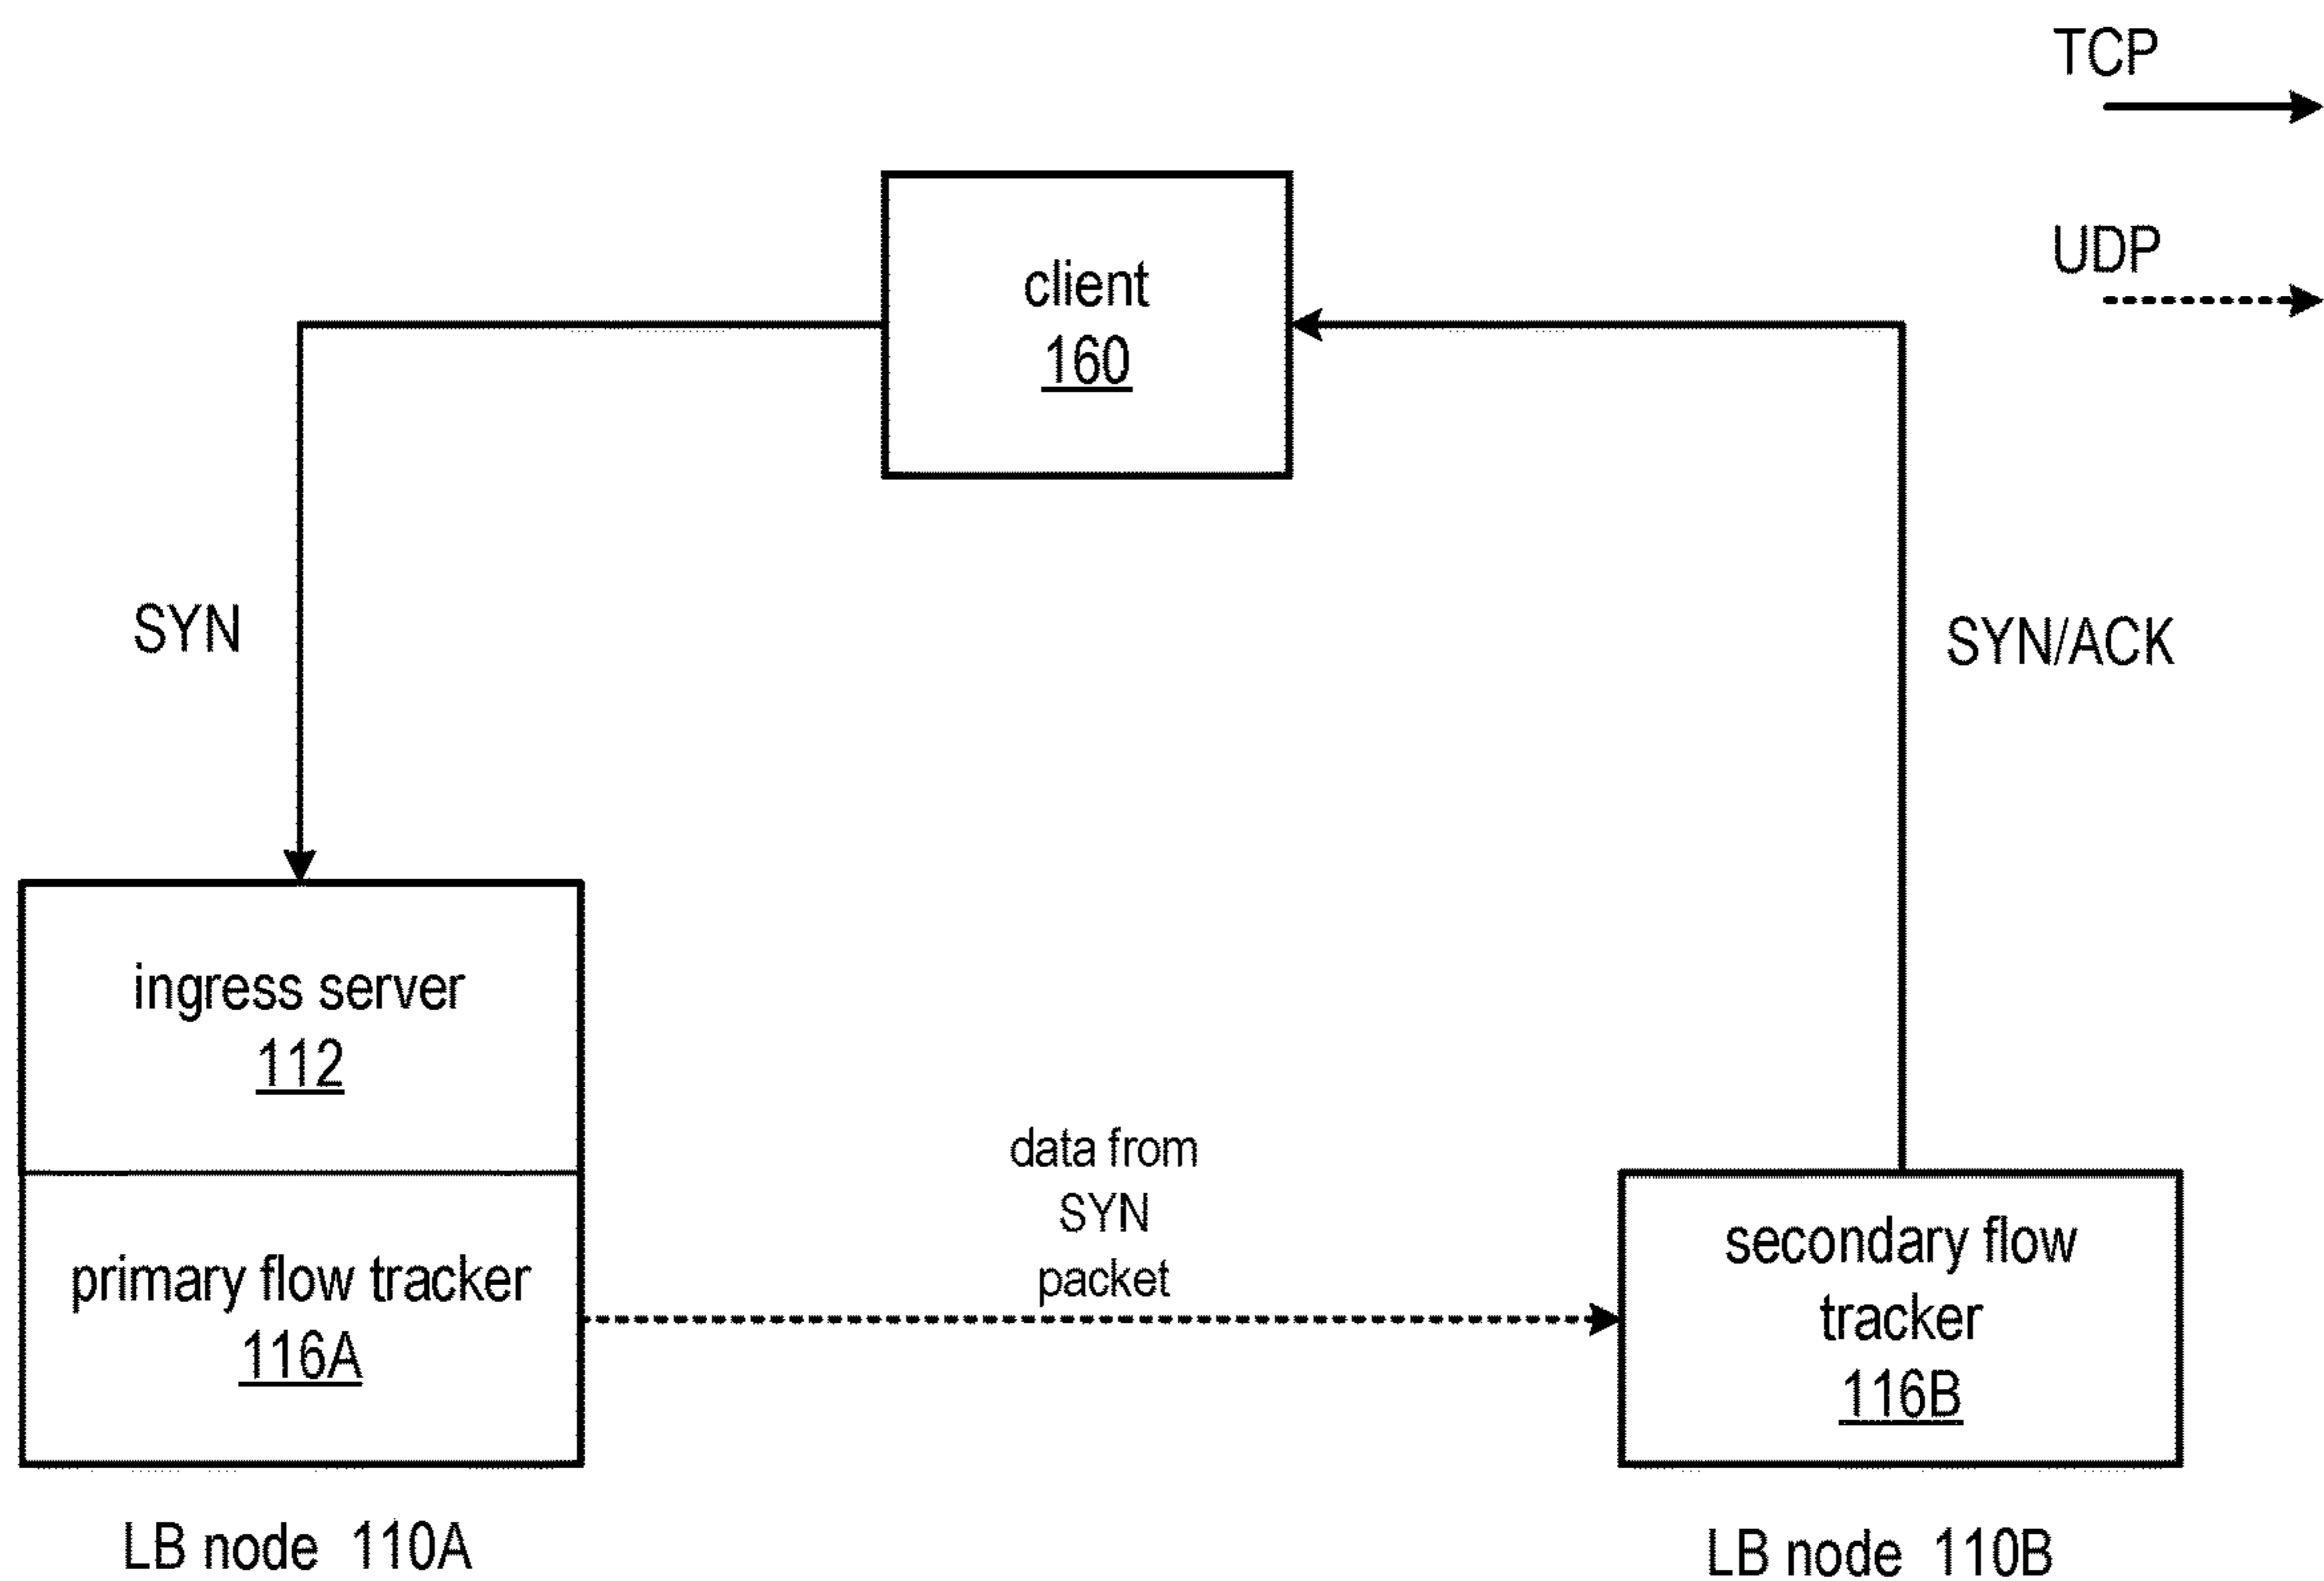 TCP
UDP
client
160
SYN
SYN/ACK
ingress server
112
data from
SYN
packet
primary flow tracker
116A
secondary flow
tracker
116B
LB node 110A
LB node 110B